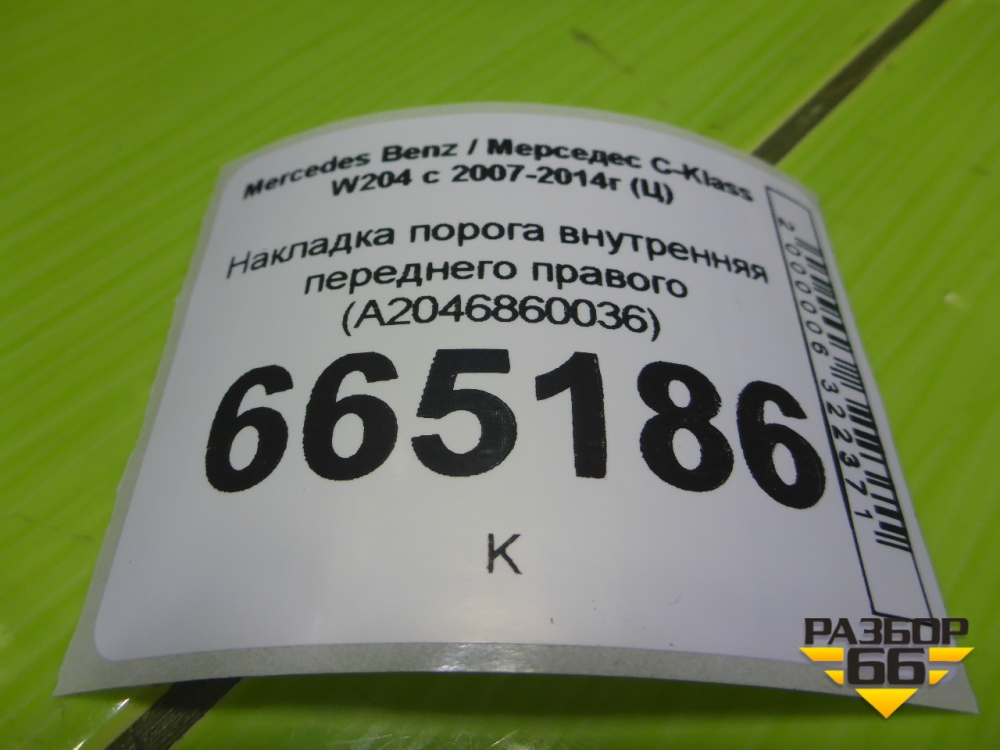 Mercedes Benz / Мерседес C-Klass
W204 с 2007-2014г (Ц)
Накладка порога внутренняя
переднего правого
(A2046860036)
665186
К
2000006322371
РАЗБОР
66